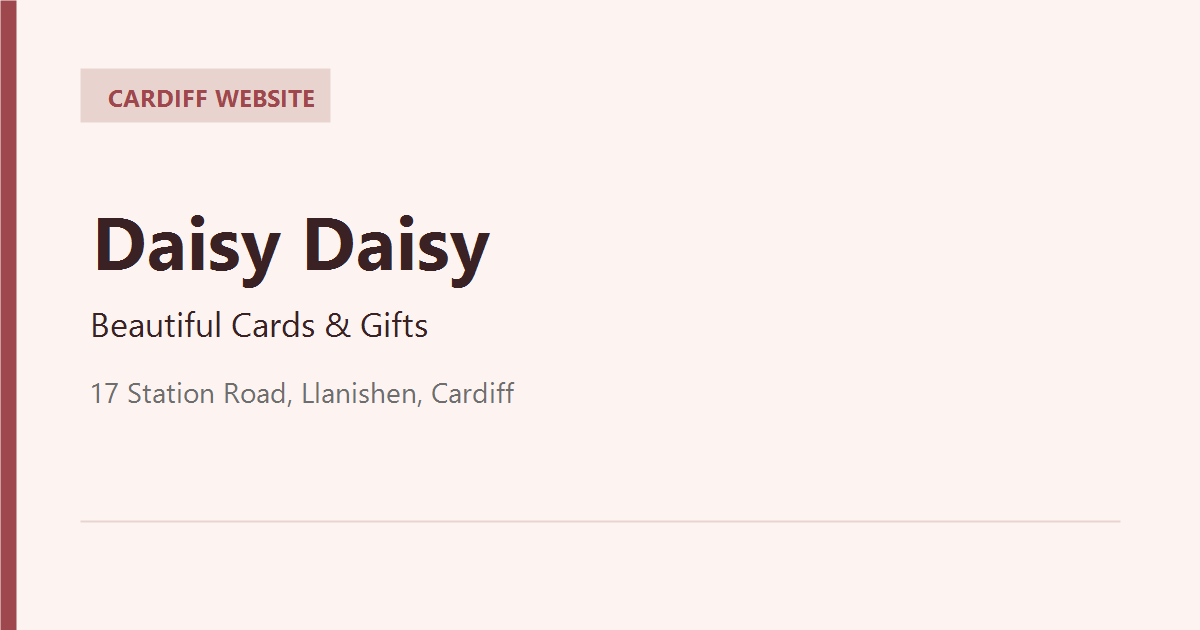 CARDIFF WEBSITE
Daisy Daisy
Beautiful Cards & Gifts
17 Station Road, Llanishen, Cardiff